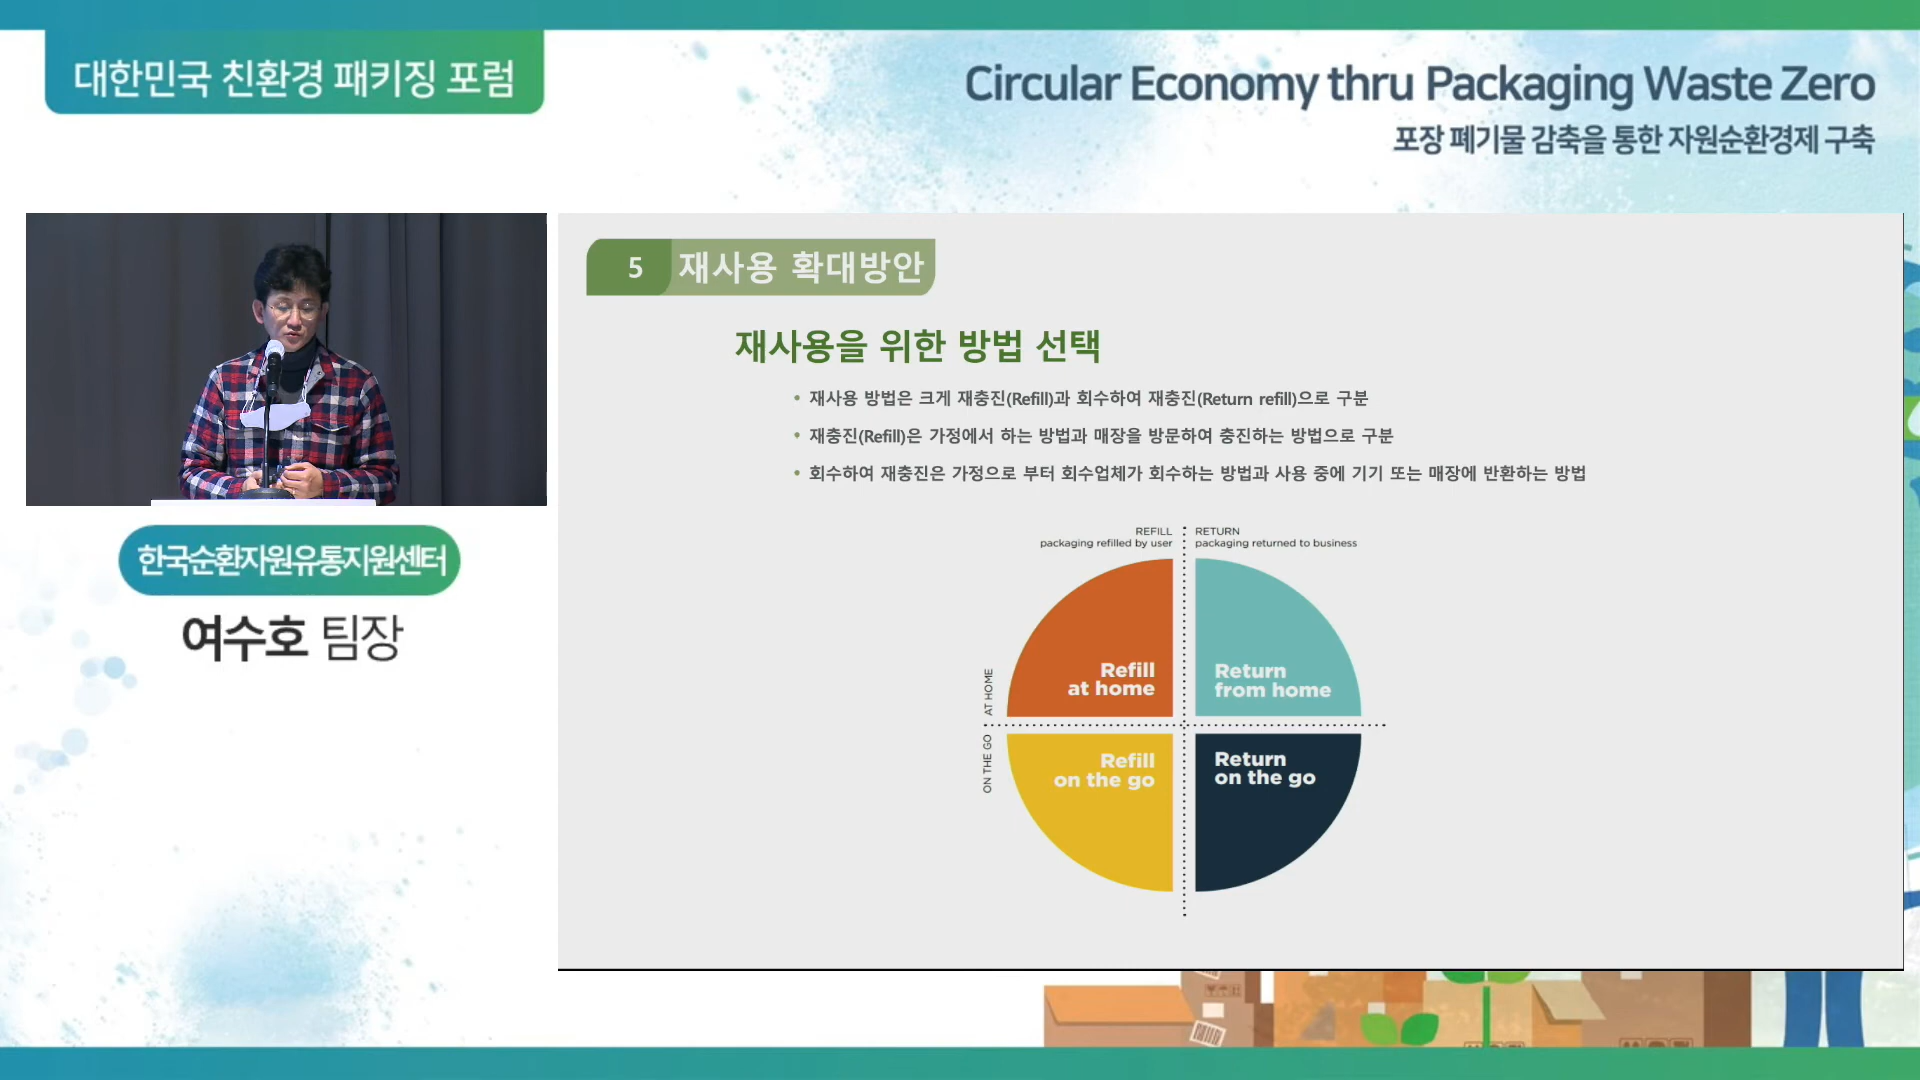 대한민국 친환경 패키징 포럼
Circular Economy thru Packaging Waste Zero
포장 폐기물 감축을 통한 자원순환경제 구축
한국순환자원유통지원센터
여수호 팀장
5 재사용 확대방안
재사용을 위한 방법 선택
• 재사용 방법은 크게 재충진(Refill)과 회수하여 재충진(Return refill)으로 구분
• 재충진(Refill)은 가정에서 하는 방법과 매장을 방문하여 충진하는 방법으로 구분
• 회수하여 재충진은 가정으로 부터 회수업체가 회수하는 방법과 사용 중에 기기 또는 매장에 반환하는 방법
REFILL
packaging refilled by user
RETURN
packaging returned to business
AT HOME
ON THE GO
Refill
at home
Return
from home
Refill
on the go
Return
on the go